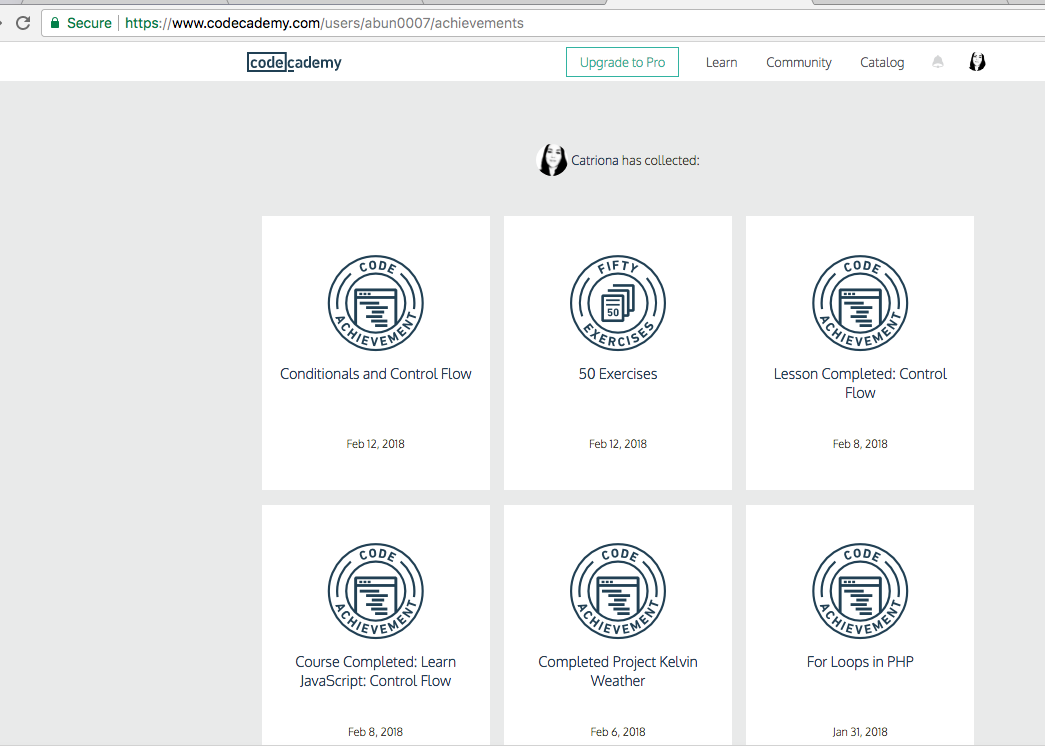 Secure https://www.codecademy.com/users/abun0007/achievements
codecademy Upgrade to Pro Learn Community Catalog
Catriona has collected:
CODE ACHIEVEMENT
Conditionals and Control Flow
Feb 12, 2018
FIFTY EXERCISES
50
50 Exercises
Feb 12, 2018
CODE ACHIEVEMENT
Lesson Completed: Control
Flow
Feb 8, 2018
CODE ACHIEVEMENT
Course Completed: Learn
JavaScript: Control Flow
Feb 8, 2018
CODE ACHIEVEMENT
Completed Project Kelvin
Weather
Feb 6, 2018
CODE ACHIEVEMENT
For Loops in PHP
Jan 31, 2018